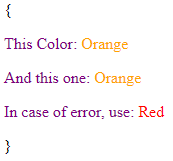 {
This Color: Orange
And this one: Orange
In case of error, use: Red
}